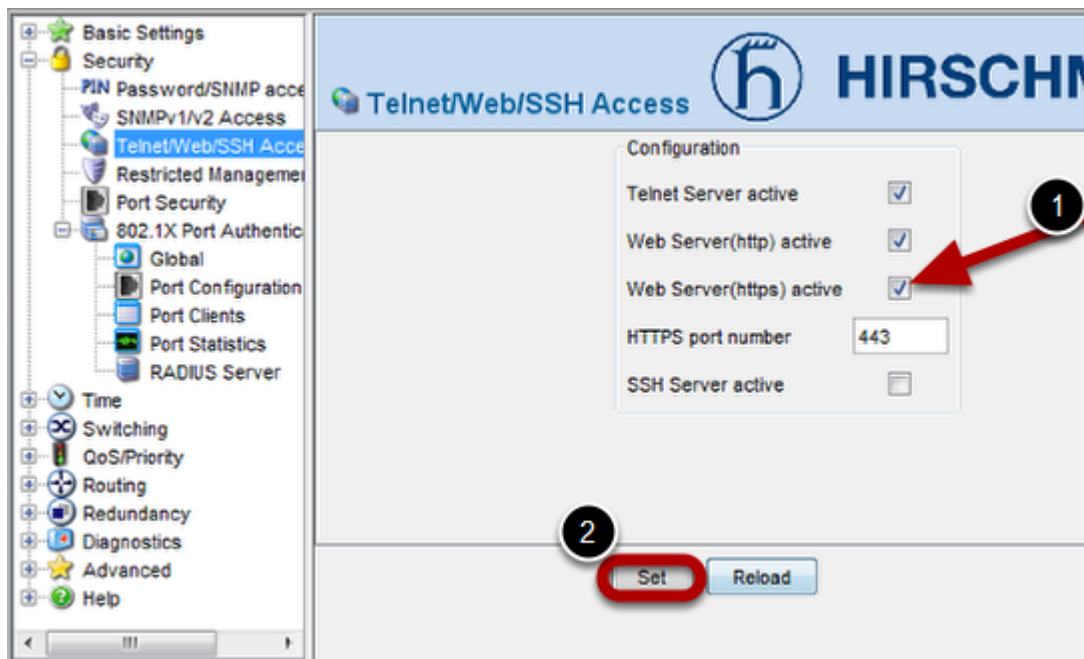 Basic Settings
Security
PIN Password/SNMP acce
SNMPv1/v2 Access
Telnet/Web/SSH Acce
Restricted Managemen
Port Security
802.1X Port Authentic
Global
Port Configuration
Port Clients
Port Statistics
RADIUS Server
Time
Switching
QoS/Priority
Routing
Redundancy
Diagnostics
Advanced
Help
Telnet/Web/SSH Access
HIRSCHM
Configuration
Telnet Server active
Web Server(http) active
1
Web Server(https) active
HTTPS port number 443
SSH Server active
2
Set Reload